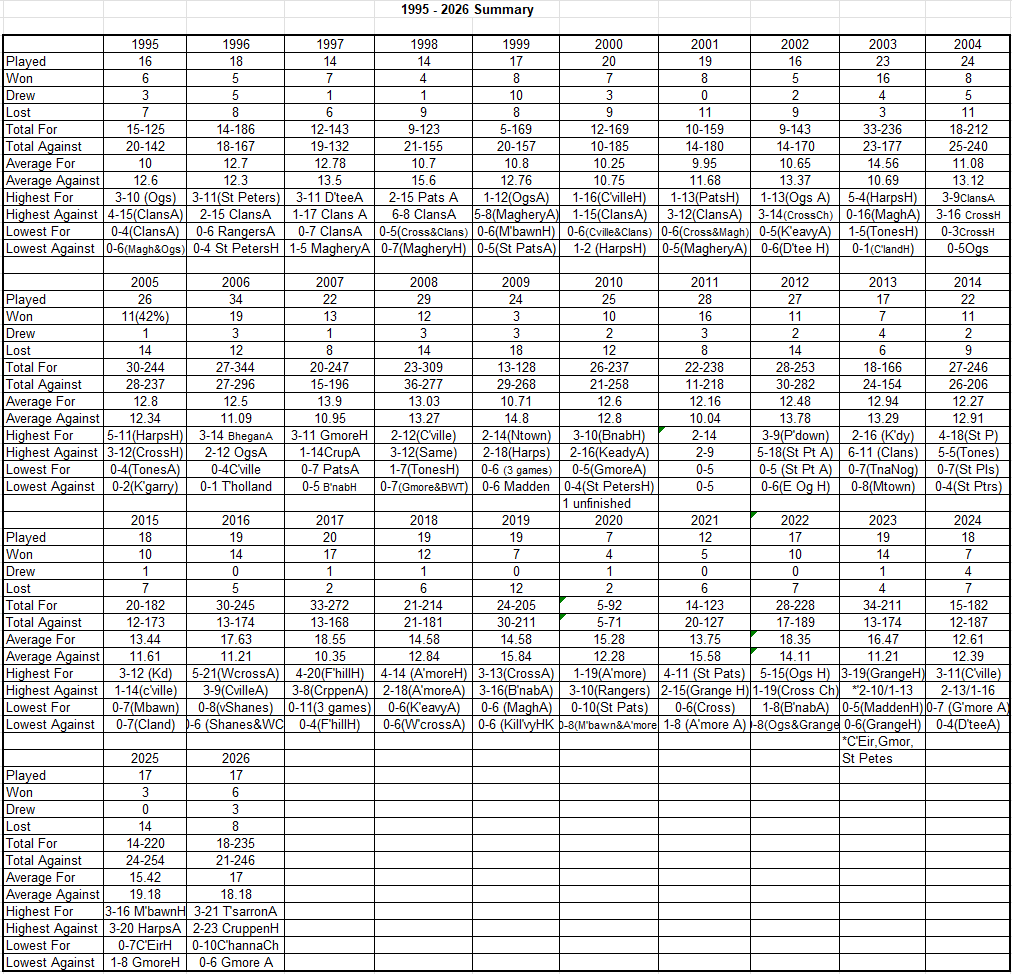 1995 - 2026 Summary
1995 1996 1997 1998 1999 2000 2001 2002 2003 2004
Played 16 18 14 14 17 20 19 16 23 24
Won 6 5 7 4 8 7 8 5 16 8
Drew 3 5 1 1 10 3 0 2 4 5
Lost 7 8 6 9 8 9 11 9 3 11
Total For 15-125 14-186 12-143 9-123 5-169 12-169 10-159 9-143 33-236 18-212
Total Against 20-142 18-167 19-132 21-155 20-157 10-185 14-180 14-170 23-177 25-240
Average For 10 12.7 12.78 10.7 10.8 10.25 9.95 10.65 14.56 11.08
Average Against 12.6 12.3 13.5 15.6 12.76 10.75 11.68 13.37 10.69 13.12
Highest For 3-10 (Ogs) 3-11(St Peters) 3-11 D'teeA 2-15 Pats A 1-12(OgsA) 1-16(C'villeH) 1-13(PatsH) 1-13(Ogs A) 5-4(HarpsH) 3-9ClansA
Highest Against 4-15(ClansA) 2-15 ClansA 1-17 Clans A 6-8 ClansA 5-8(MagheryA) 1-15(ClansA) 3-12(ClansA) 3-14(CrossCh) 0-16(MaghA) 3-16 CrossH
Lowest For 0-4(ClansA) 0-6 RangersA 0-7 ClansA 0-5(Cross&Clans) 0-6(M'bawnH) 0-6(Cville&Clans) 0-6(Cross&Magh) 0-5(K'eavyA) 1-5(TonesH) 0-3CrossH
Lowest Against 0-6(Magh&Ogs) 0-4 St PetersH 1-5 MagheryA 0-7(MagheryH) 0-5(St PatsA) 1-2 (HarpsH) 0-5(MagheryA) 0-6(D'tee H) 0-1(C'landH) 0-5Ogs
2005 2006 2007 2008 2009 2010 2011 2012 2013 2014
Played 26 34 22 29 24 25 28 27 17 22
Won 11(42%) 19 13 12 3 10 16 11 7 11
Drew 1 3 1 3 3 2 3 2 4 2
Lost 14 12 8 14 18 12 8 14 6 9
Total For 30-244 27-344 20-247 23-309 13-128 26-237 22-238 28-253 18-166 27-246
Total Against 28-237 27-296 15-196 36-277 29-268 21-258 11-218 30-282 24-154 26-206
Average For 12.8 12.5 13.9 13.03 10.71 12.6 12.16 12.48 12.94 12.27
Average Against 12.34 11.09 10.95 13.27 14.8 12.8 10.04 13.78 13.29 12.91
Highest For 5-11(HarpsH) 3-14 BheganA 3-11 GmoreH 2-12(C'ville) 2-14(Ntown) 3-10(BnabH) 2-14 3-9(P'down) 2-16 (K'dy) 4-18(St P)
Highest Against 3-12(CrossH) 2-12 OgsA 1-14CrupA 3-12(Same) 2-18(Harps) 2-16(KeadyA) 2-9 5-18(St Pt A) 6-11 (Clans) 5-5(Tones)
Lowest For 0-4(TonesA) 0-4C'ville 0-7 PatsA 1-7(TonesH) 0-6 (3 games) 0-5(GmoreA) 0-5 0-5 (St Pt A) 0-7(TnaNog) 0-7(St Pls)
Lowest Against 0-2(K'garry) 0-1 T'holland 0-5 B'nabH 0-7(Gmore&BWT) 0-6 Madden 0-4(St PetersH) 0-5 0-6(E Og H) 0-8(Mtown) 0-4(St Ptrs)
1 unfinished
2015 2016 2017 2018 2019 2020 2021 2022 2023 2024
Played 18 19 20 19 19 7 12 17 19 18
Won 10 14 17 12 7 4 5 10 14 7
Drew 1 0 1 1 0 1 0 0 1 4
Lost 7 5 2 6 12 2 6 7 4 7
Total For 20-182 30-245 33-272 21-214 24-205 5-92 14-123 28-228 34-211 15-182
Total Against 12-173 13-174 13-168 21-181 30-211 5-71 20-127 17-189 13-174 12-187
Average For 13.44 17.63 18.55 14.58 14.58 15.28 13.75 18.35 16.47 12.61
Average Against 11.61 11.21 10.35 12.84 15.84 12.28 15.58 14.11 11.21 12.39
Highest For 3-12 (Kd) 5-21(WcrossA) 4-20(F'hillH) 4-14 (A'moreH) 3-13(CrossA) 1-19(A'more) 4-11 (St Pats) 5-15(Ogs H) 3-19(GrangeH) 3-11(C'ville)
Highest Against 1-14(c'ville) 3-9(CvilleA) 3-8(CrppenA) 2-18(A'moreA) 3-16(B'nabA) 3-10(Rangers) 2-15(Grange H) 1-19(Cross Ch) *'2-10/1-13 2-13/1-16
Lowest For 0-7(Mbawn) 0-8(vShanes) 0-11(3 games) 0-6(K'eavyA) 0-6 (MaghA) 0-10(St Pats) 0-6(Cross) 1-8(B'nabA) 0-5(MaddenH) 0-7 (G'more A)
Lowest Against 0-7(Cland) 0-6 (Shanes&WC 0-4(F'hillH) 0-6(W'crossA) 0-6 (Kill'vyHK 0-8(M'bawn&A'more 1-8 (A'more A) 0-8(Ogs&Grange 0-6(GrangeH) 0-4(D'teeA)
*C'Eir,Gmor,
2025 2026 St Petes
Played 17 17
Won 3 6
Drew 0 3
Lost 14 8
Total For 14-220 18-235
Total Against 24-254 21-246
Average For 15.42 17
Average Against 19.18 18.18
Highest For 3-16 M'bawnH 3-21 T'sarronA
Highest Against 3-20 HarpsA 2-23 CruppenH
Lowest For 0-7C'EirH 0-10C'hannaCh
Lowest Against 1-8 GmoreH 0-6 Gmore A